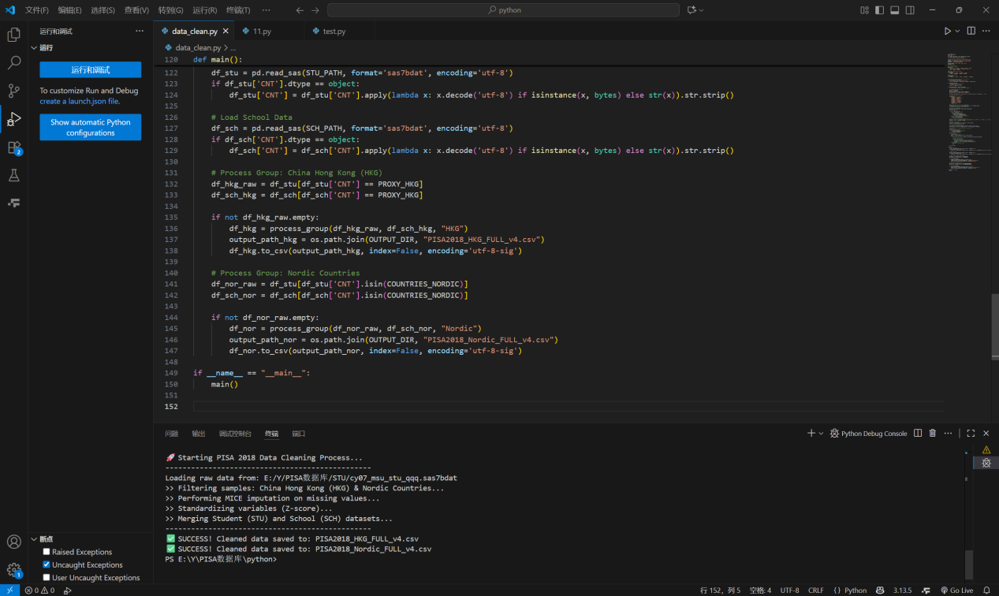 文件(F) 编辑(E) 选择(S) 查看(V) 转到(G) 运行(R) 终端(T) ··· python
运行和调试 ···
运行
运行和调试
To customize Run and Debug
create a launch.json file.
Show automatic Python
configurations
2
断点
Raised Exceptions
Uncaught Exceptions
User Uncaught Exceptions
1
data_clean.py 11.py test.py
data_clean.py > ...
120 def main():
122 df_stu = pd.read_sas(STU_PATH, format='sas7bdat', encoding='utf-8')
123 if df_stu['CNT'].dtype == object:
124 df_stu['CNT'] = df_stu['CNT'].apply(lambda x: x.decode('utf-8') if isinstance(x, bytes) else str(x)).str.strip()
125
126 # Load School Data
127 df_sch = pd.read_sas(SCH_PATH, format='sas7bdat', encoding='utf-8')
128 if df_sch['CNT'].dtype == object:
129 df_sch['CNT'] = df_sch['CNT'].apply(lambda x: x.decode('utf-8') if isinstance(x, bytes) else str(x)).str.strip()
130
131 # Process Group: China Hong Kong (HKG)
132 df_hkg_raw = df_stu[df_stu['CNT'] == PROXY_HKG]
133 df_sch_hkg = df_sch[df_sch['CNT'] == PROXY_HKG]
134
135 if not df_hkg_raw.empty:
136 df_hkg = process_group(df_hkg_raw, df_sch_hkg, "HKG")
137 output_path_hkg = os.path.join(OUTPUT_DIR, "PISA2018_HKG_FULL_v4.csv")
138 df_hkg.to_csv(output_path_hkg, index=False, encoding='utf-8-sig')
139
140 # Process Group: Nordic Countries
141 df_nor_raw = df_stu[df_stu['CNT'].isin(COUNTRIES_NORDIC)]
142 df_sch_nor = df_sch[df_sch['CNT'].isin(COUNTRIES_NORDIC)]
143
144 if not df_nor_raw.empty:
145 df_nor = process_group(df_nor_raw, df_sch_nor, "Nordic")
146 output_path_nor = os.path.join(OUTPUT_DIR, "PISA2018_Nordic_FULL_v4.csv")
147 df_nor.to_csv(output_path_nor, index=False, encoding='utf-8-sig')
148
149 if __name__ == "__main__":
150 main()
151
152
问题 输出 调试控制台 终端 端口 Python Debug Console ···
🚀 Starting PISA 2018 Data Cleaning Process...
------------------------------------------------
Loading raw data from: E:/Y/PISA数据库/STU/cy07_msu_stu_qqq.sas7bdat
>> Filtering samples: China Hong Kong (HKG) & Nordic Countries...
>> Performing MICE imputation on missing values...
>> Standardizing variables (Z-score)...
>> Merging Student (STU) and School (SCH) datasets...
------------------------------------------------
✅ SUCCESS! Cleaned data saved to: PISA2018_HKG_FULL_v4.csv
✅ SUCCESS! Cleaned data saved to: PISA2018_Nordic_FULL_v4.csv
PS E:\Y\PISA数据库\python>
0 0 行 152，列 5 空格: 4 UTF-8 CRLF {} Python 3.13.5 Go Live